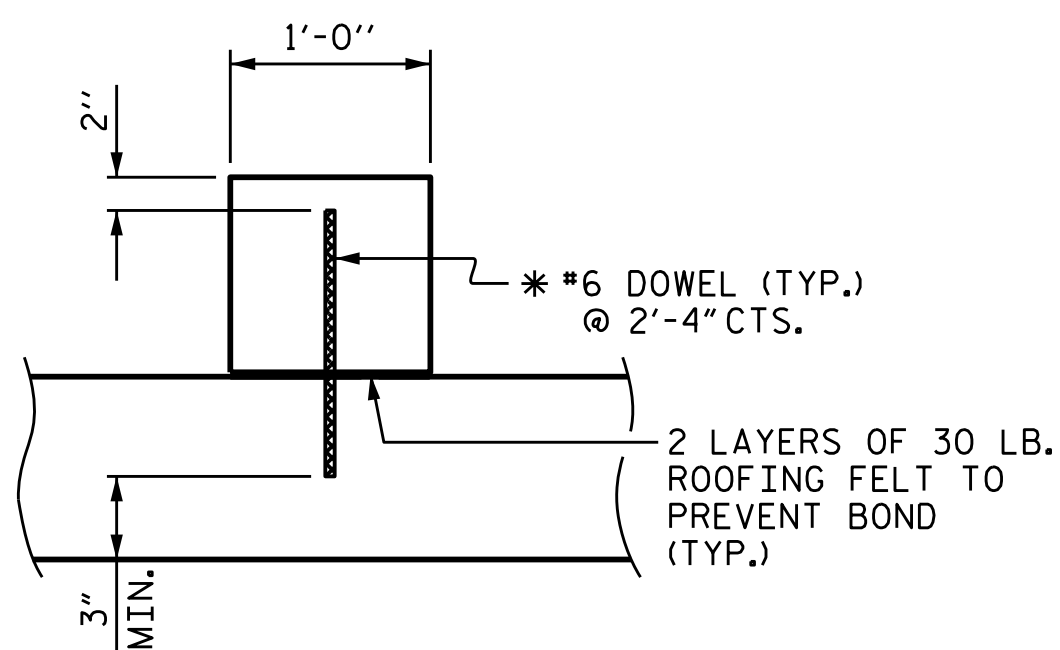 1'-0''
2''
* #6 DOWEL (TYP.)
@ 2'-4" CTS.
2 LAYERS OF 30 LB.
ROOFING FELT TO
PREVENT BOND
(TYP.)
3"
MIN.